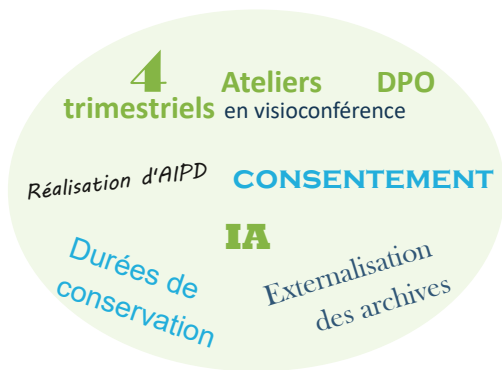 4 Ateliers DPO
trimestriels en visioconférence
Réalisation d'AIPD
CONSENTEMENT
IA
Durées de
conservation
Externalisation
des archives